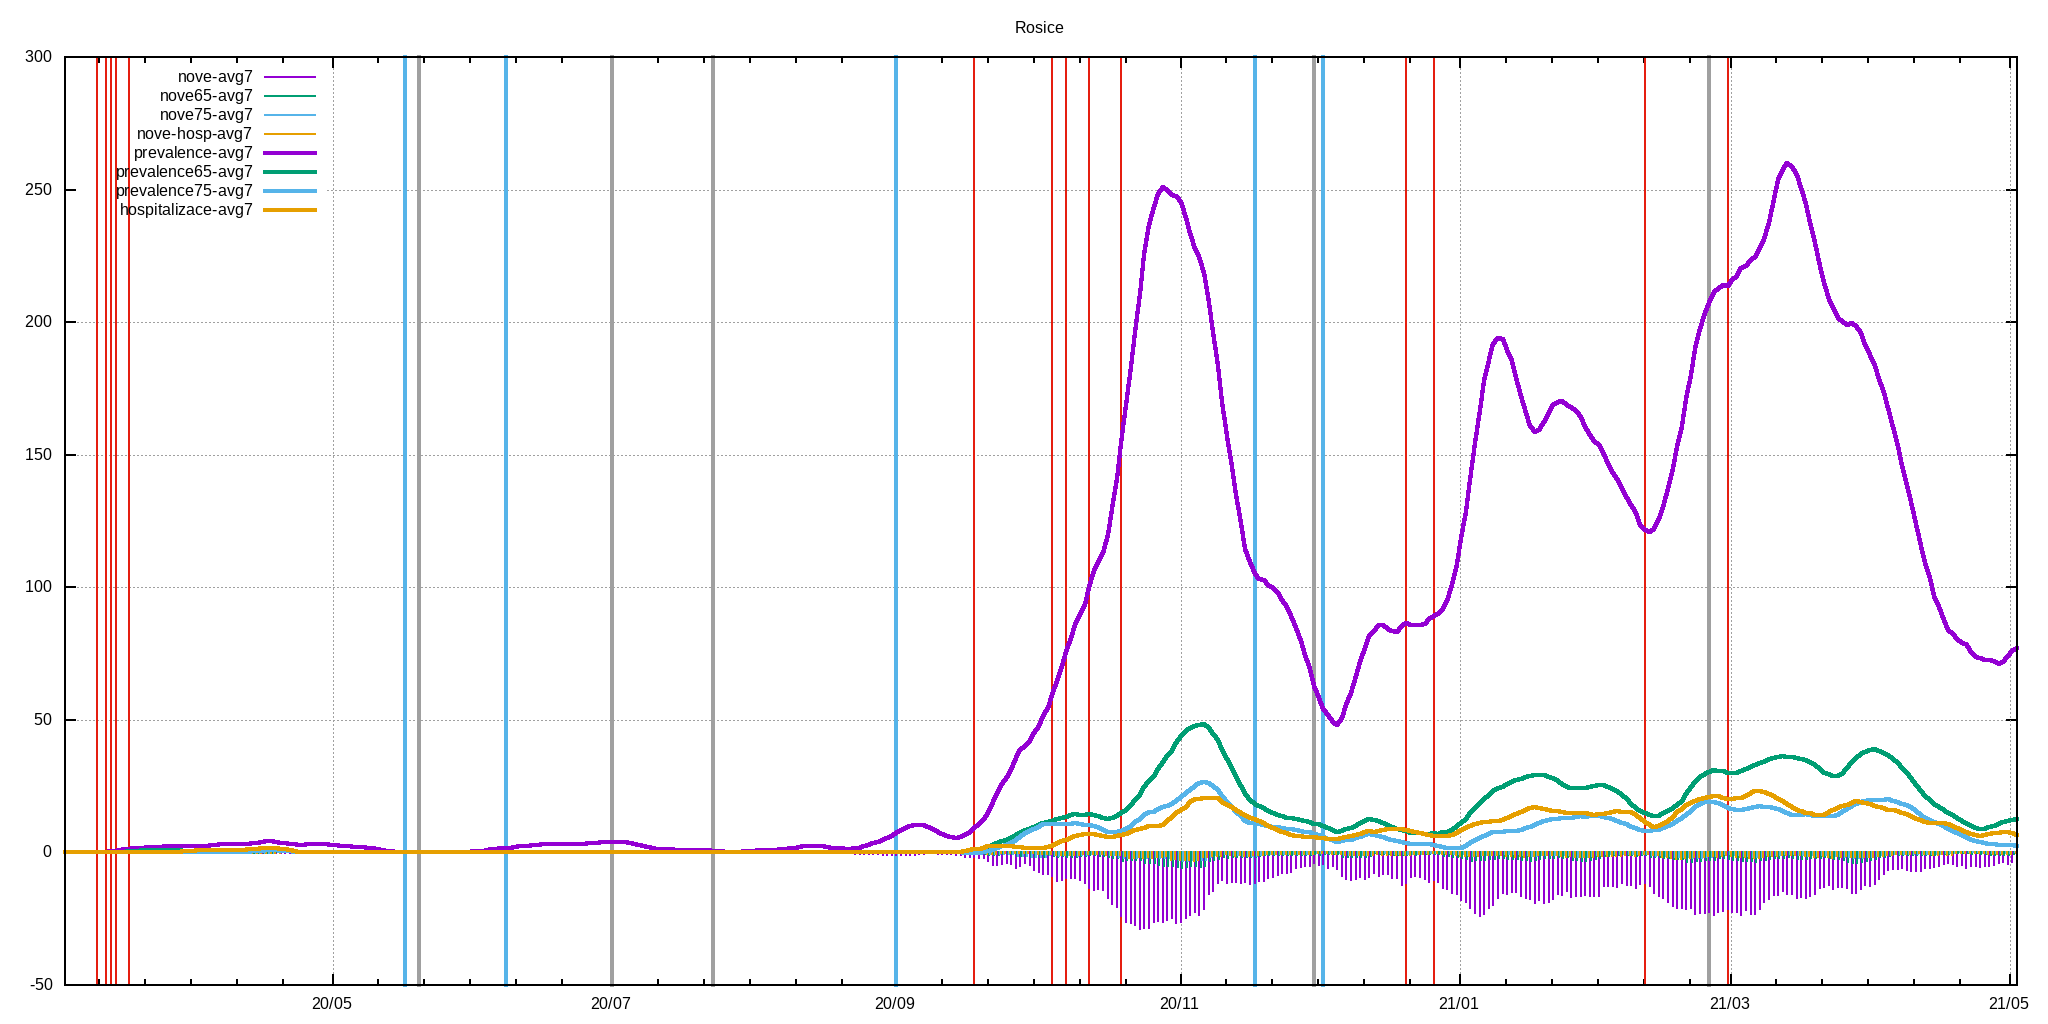 Rosice
300
250
200
150
100
50
0
-50
nove-avg7
nove65-avg7
nove75-avg7
nove-hosp-avg7
prevalence-avg7
prevalence65-avg7
prevalence75-avg7
hospitalizace-avg7
20/05
20/07
20/09
20/11
21/01
21/03
21/05